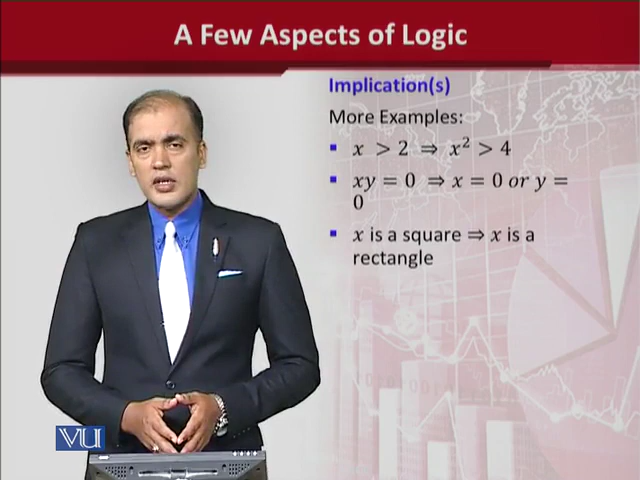 A Few Aspects of Logic
Implication(s)
More Examples:
▪ x > 2 ⇒ x² > 4
▪ xy = 0 ⇒ x = 0 or y =
0
▪ x is a square ⇒ x is a
rectangle
VU